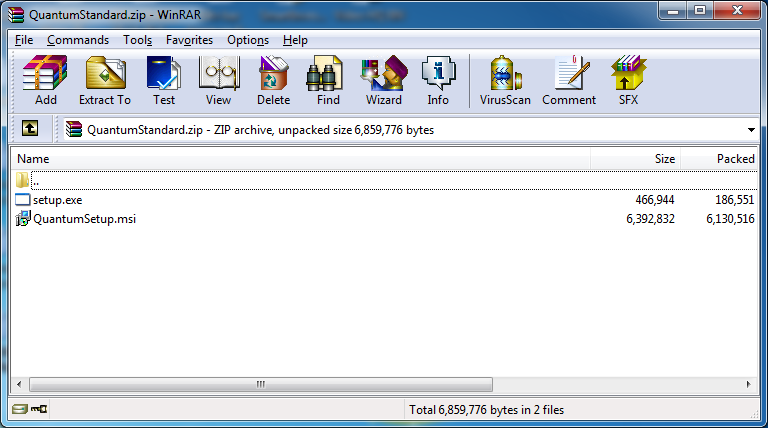 QuantumStandard.zip - WinRAR
File Commands Tools Favorites Options Help
Add Extract To Test View Delete Find Wizard Info VirusScan Comment SFX
QuantumStandard.zip - ZIP archive, unpacked size 6,859,776 bytes
Name Size Packed
..
setup.exe 466,944 186,551
QuantumSetup.msi 6,392,832 6,130,516
Total 6,859,776 bytes in 2 files